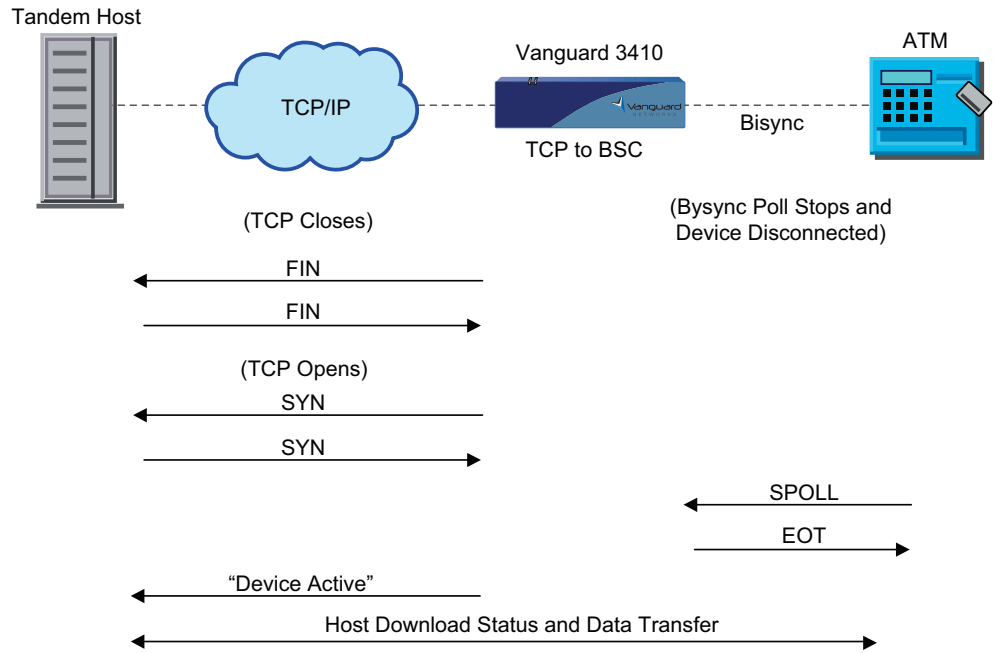 Tandem Host
Vanguard 3410
ATM
TCP/IP
Vanguard
NETWORKS
Bisync
TCP to BSC
(TCP Closes)
(Bysync Poll Stops and
Device Disconnected)
FIN
FIN
(TCP Opens)
SYN
SYN
SPOLL
EOT
“Device Active”
Host Download Status and Data Transfer